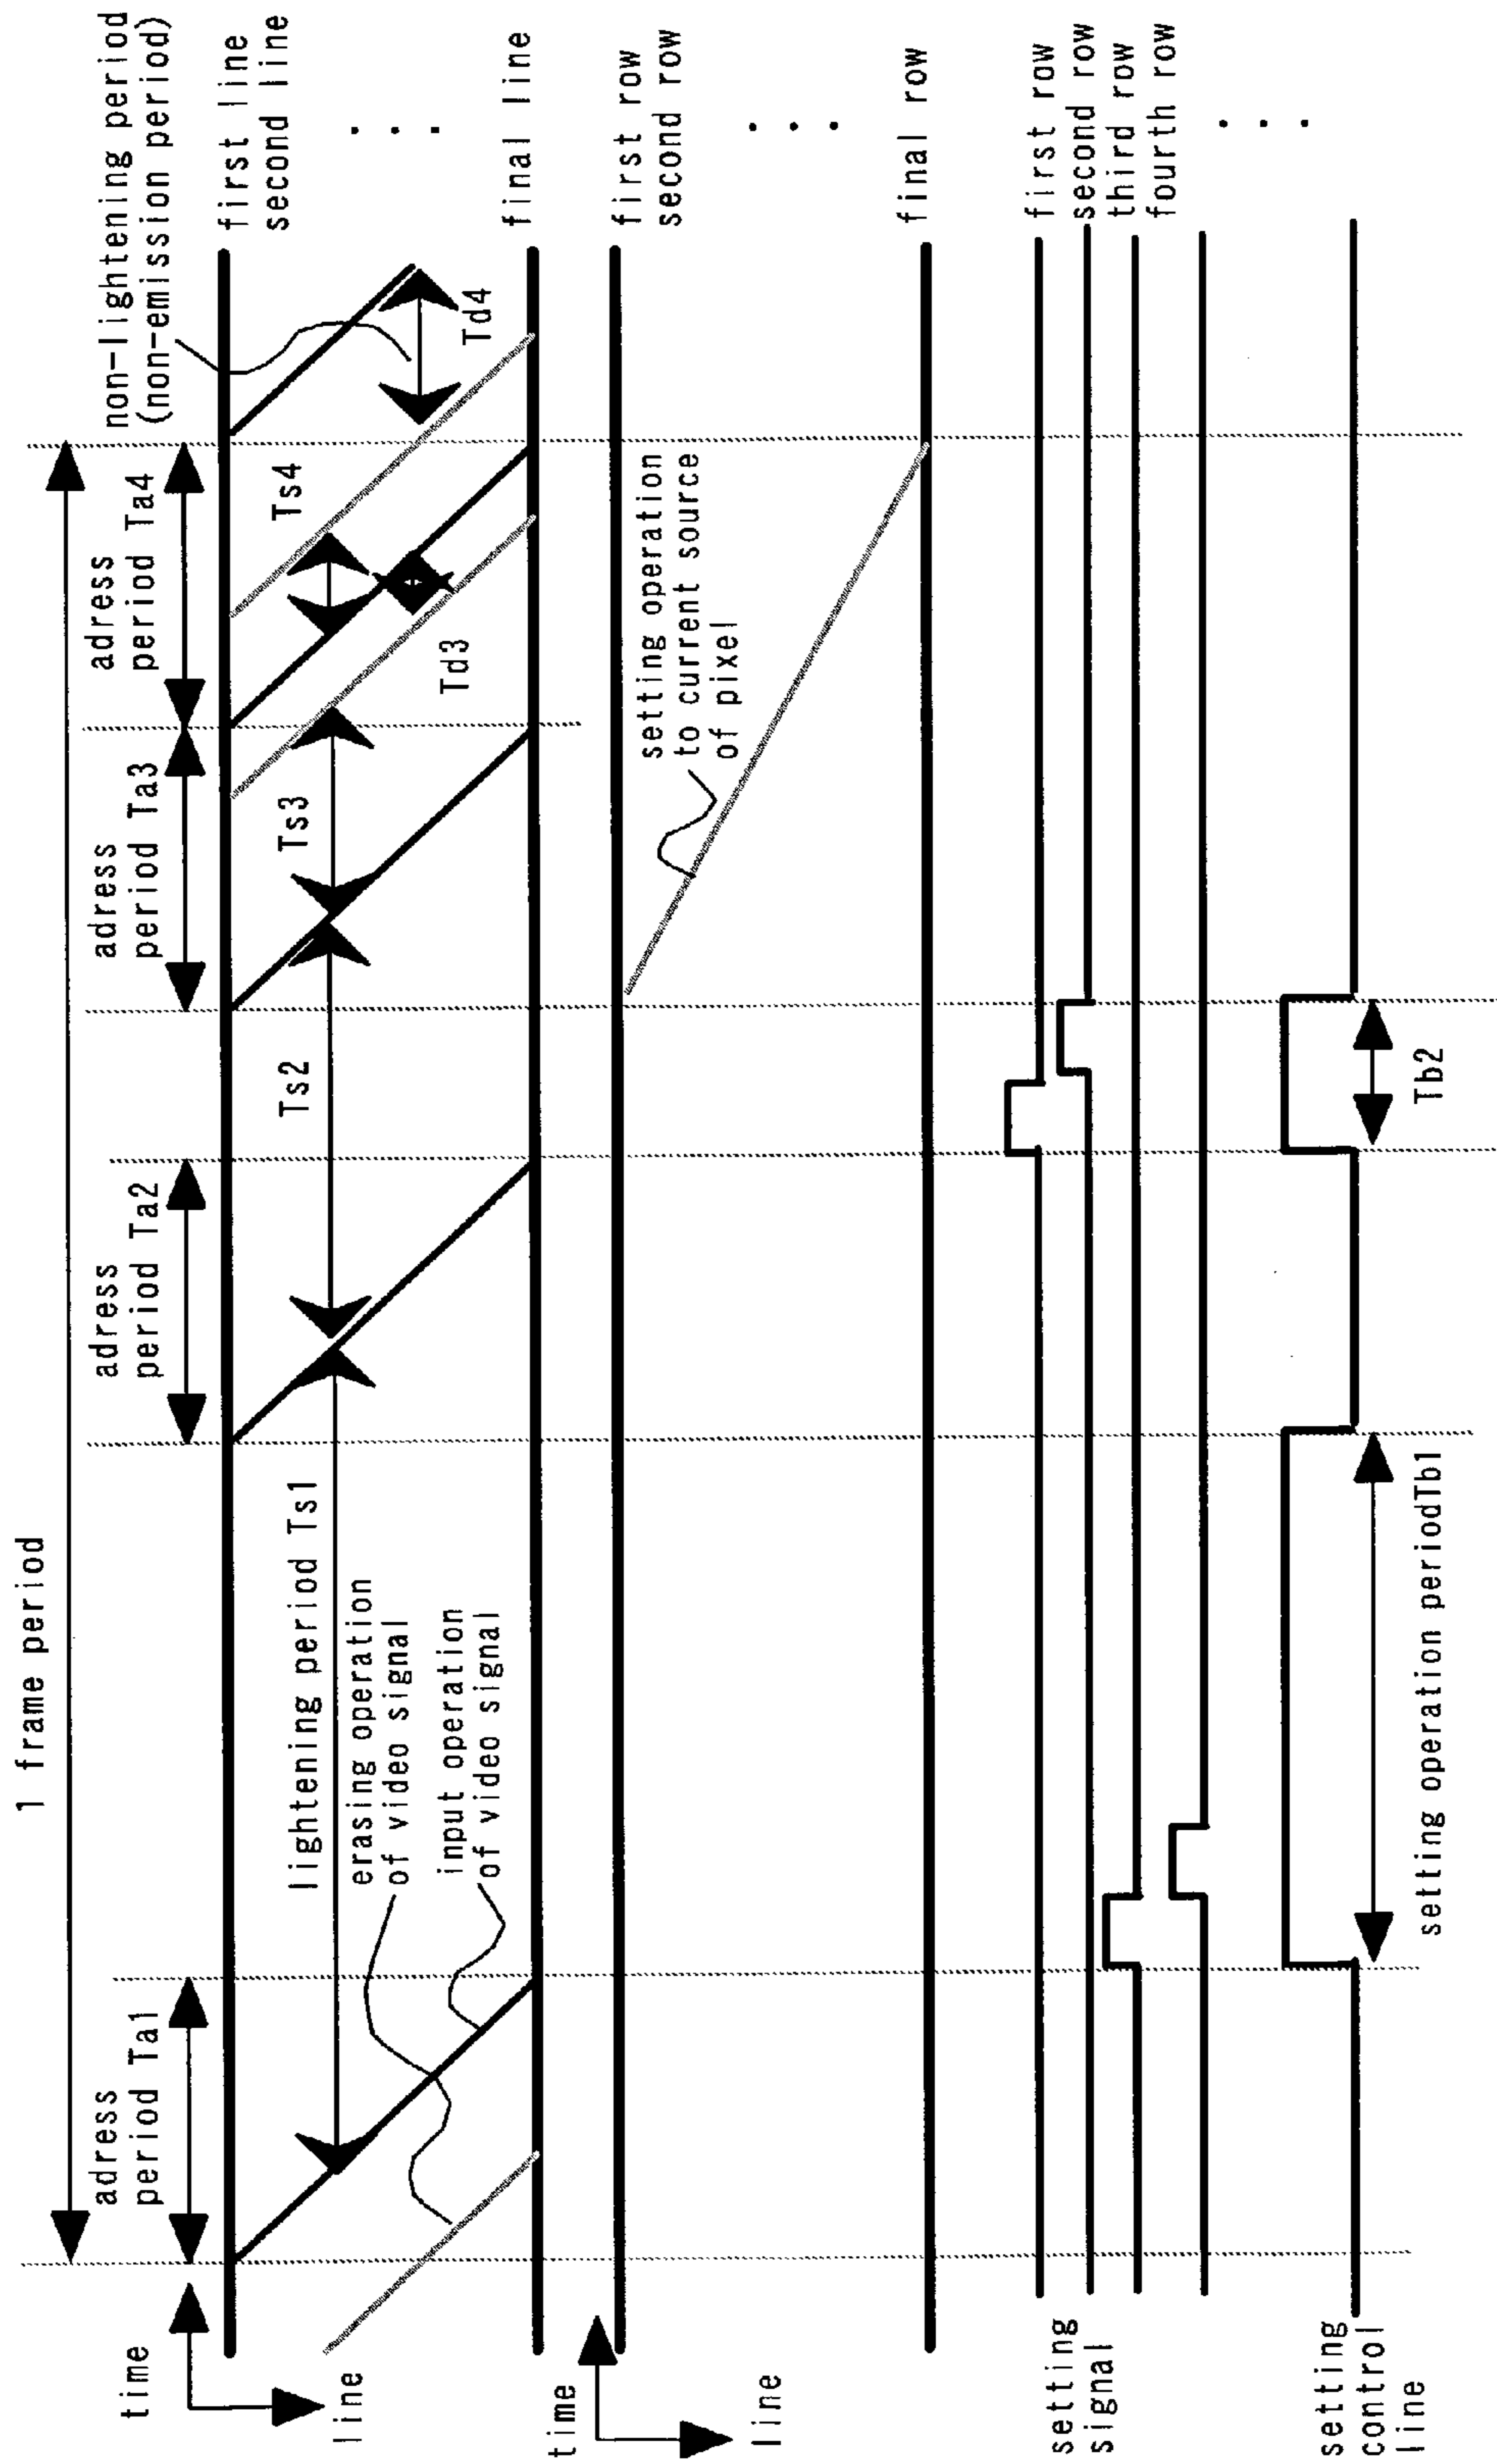 1 frame period
time
line
adress
period Ta1
adress
period Ta2
adress
period Ta3
adress
period Ta4
non-lightening period
(non-emission period)
first line
second line
final line
lightening period Ts1
erasing operation
of video signal
input operation
of video signal
Ts2
Ts3
Ts4
Td3
Td4
time
line
setting operation
to current source
of pixel
first row
second row
final row
setting
signal
first row
second row
third row
fourth row
setting
control
line
setting operation periodTb1
Tb2